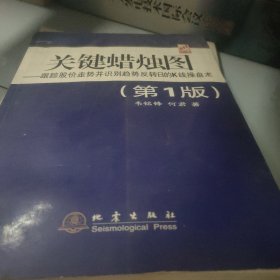 关键蜡烛图
——跟踪股价走势并识别趋势反转日的K线操盘术
（第1版）
韦铭锋 何君 著
地震出版社
Seismological Press